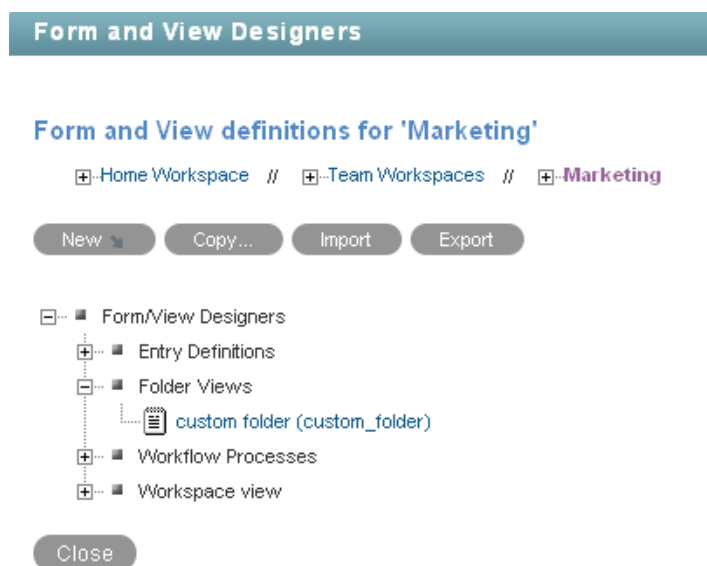 Form and View Designers
Form and View definitions for 'Marketing'
Home Workspace // Team Workspaces // Marketing
New Copy... Import Export
Form/View Designers
Entry Definitions
Folder Views
custom folder (custom_folder)
Workflow Processes
Workspace view
Close